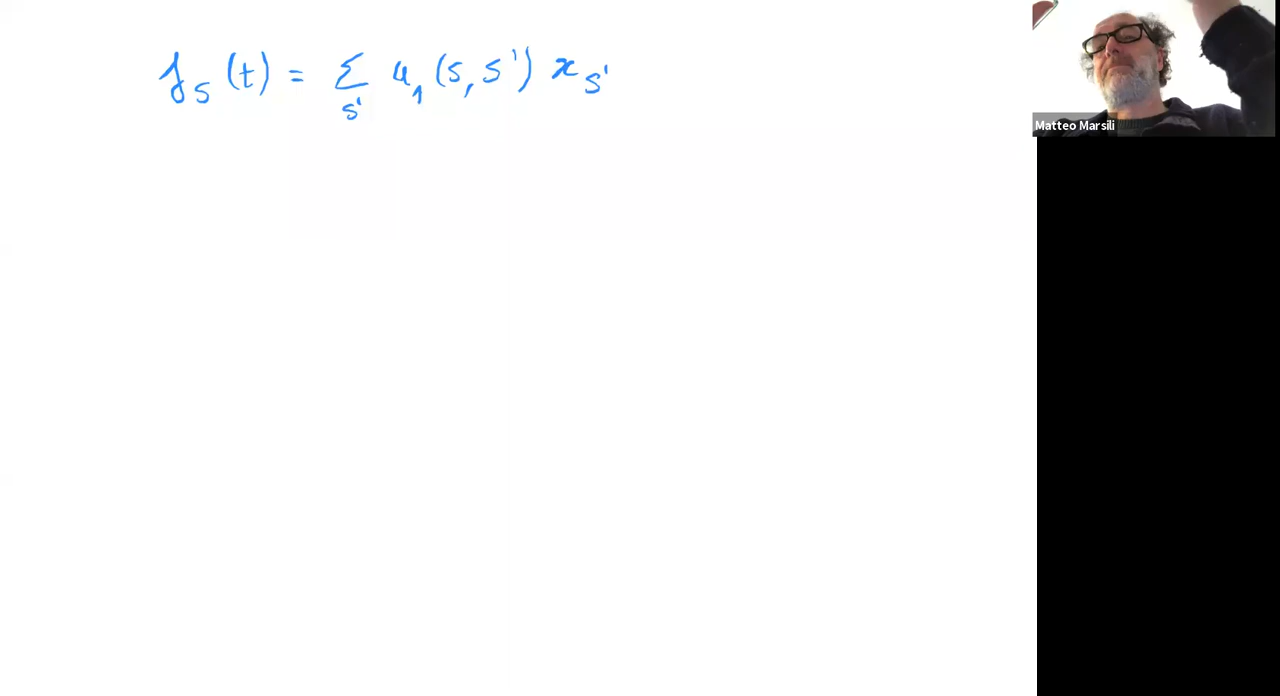 f_s (t) = Σ_{s'} u_1 (s, s') x_{s'}
Matteo Marsili